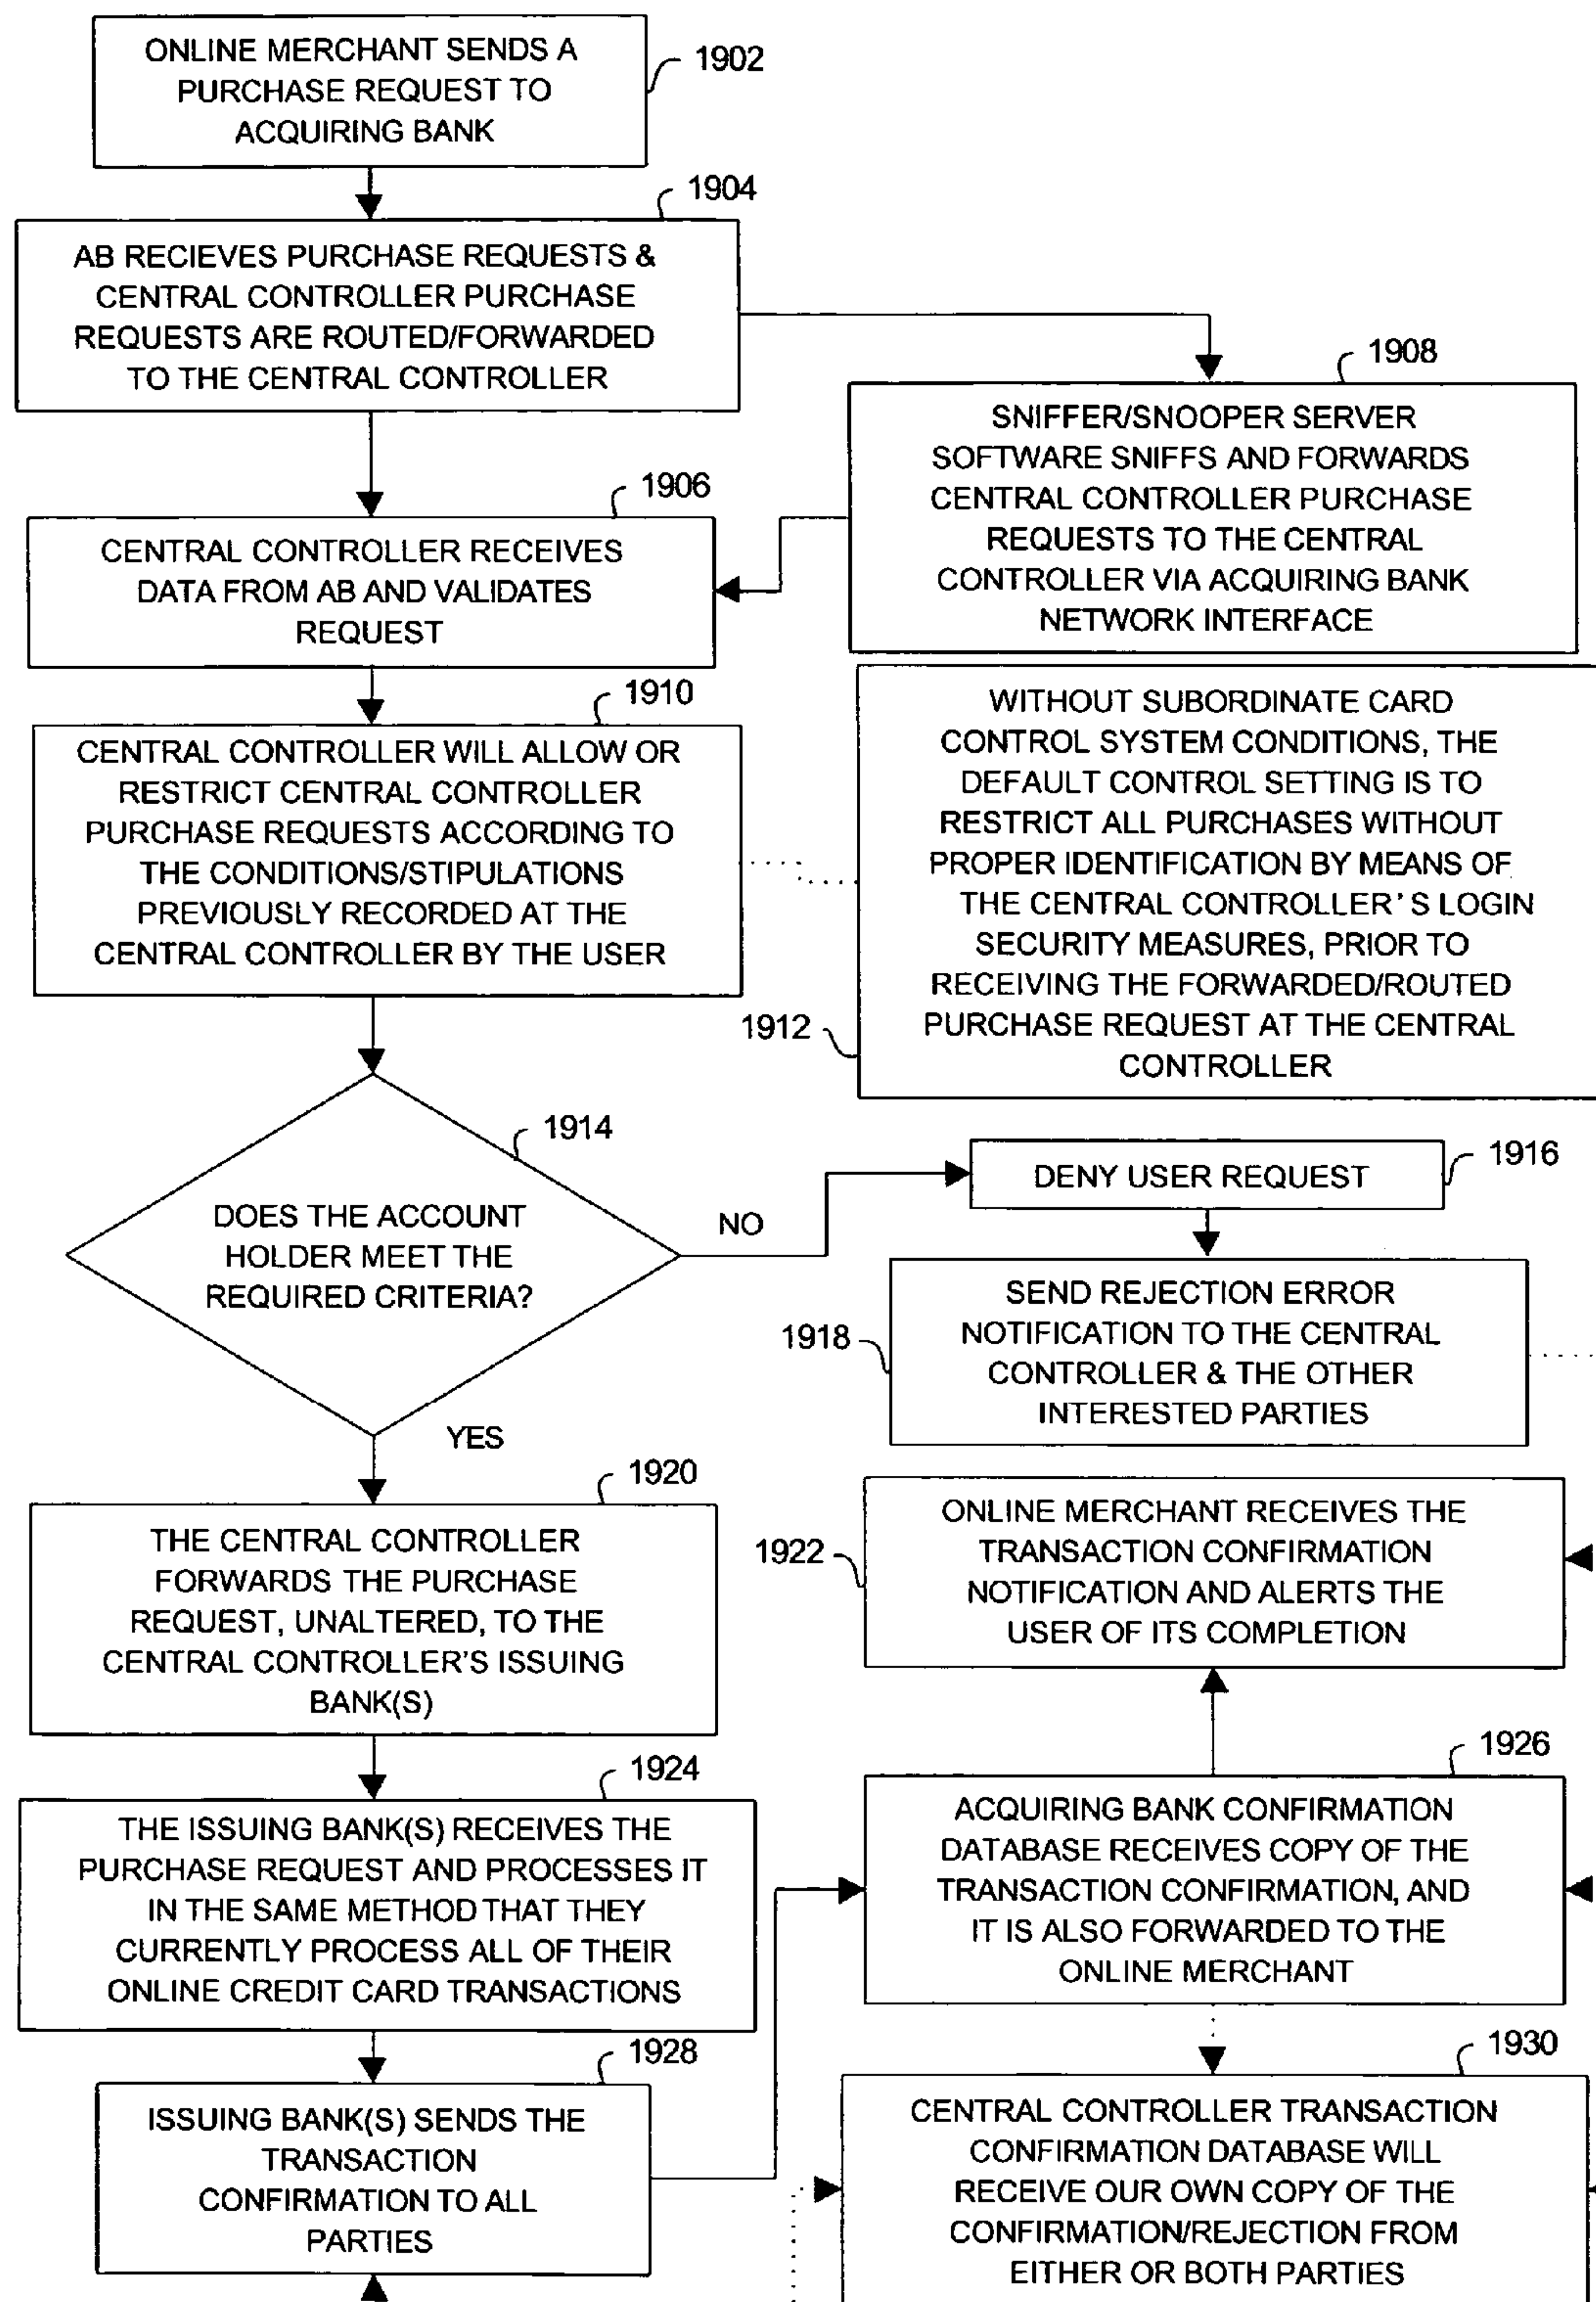 ONLINE MERCHANT SENDS A
PURCHASE REQUEST TO
ACQUIRING BANK
1902
1904
AB RECIEVES PURCHASE REQUESTS &
CENTRAL CONTROLLER PURCHASE
REQUESTS ARE ROUTED/FORWARDED
TO THE CENTRAL CONTROLLER
1908
SNIFFER/SNOOPER SERVER
SOFTWARE SNIFFS AND FORWARDS
CENTRAL CONTROLLER PURCHASE
REQUESTS TO THE CENTRAL
CONTROLLER VIA ACQUIRING BANK
NETWORK INTERFACE
1906
CENTRAL CONTROLLER RECEIVES
DATA FROM AB AND VALIDATES
REQUEST
1910
CENTRAL CONTROLLER WILL ALLOW OR
RESTRICT CENTRAL CONTROLLER
PURCHASE REQUESTS ACCORDING TO
THE CONDITIONS/STIPULATIONS
PREVIOUSLY RECORDED AT THE
CENTRAL CONTROLLER BY THE USER
WITHOUT SUBORDINATE CARD
CONTROL SYSTEM CONDITIONS, THE
DEFAULT CONTROL SETTING IS TO
RESTRICT ALL PURCHASES WITHOUT
PROPER IDENTIFICATION BY MEANS OF
THE CENTRAL CONTROLLER'S LOGIN
SECURITY MEASURES, PRIOR TO
RECEIVING THE FORWARDED/ROUTED
PURCHASE REQUEST AT THE CENTRAL
CONTROLLER
1912
1914
DOES THE ACCOUNT
HOLDER MEET THE
REQUIRED CRITERIA?
NO
DENY USER REQUEST
1916
SEND REJECTION ERROR
NOTIFICATION TO THE CENTRAL
CONTROLLER & THE OTHER
INTERESTED PARTIES
1918
YES
1920
THE CENTRAL CONTROLLER
FORWARDS THE PURCHASE
REQUEST, UNALTERED, TO THE
CENTRAL CONTROLLER'S ISSUING
BANK(S)
1922
ONLINE MERCHANT RECEIVES THE
TRANSACTION CONFIRMATION
NOTIFICATION AND ALERTS THE
USER OF ITS COMPLETION
1924
THE ISSUING BANK(S) RECEIVES THE
PURCHASE REQUEST AND PROCESSES IT
IN THE SAME METHOD THAT THEY
CURRENTLY PROCESS ALL OF THEIR
ONLINE CREDIT CARD TRANSACTIONS
1926
ACQUIRING BANK CONFIRMATION
DATABASE RECEIVES COPY OF THE
TRANSACTION CONFIRMATION, AND
IT IS ALSO FORWARDED TO THE
ONLINE MERCHANT
1928
ISSUING BANK(S) SENDS THE
TRANSACTION
CONFIRMATION TO ALL
PARTIES
1930
CENTRAL CONTROLLER TRANSACTION
CONFIRMATION DATABASE WILL
RECEIVE OUR OWN COPY OF THE
CONFIRMATION/REJECTION FROM
EITHER OR BOTH PARTIES